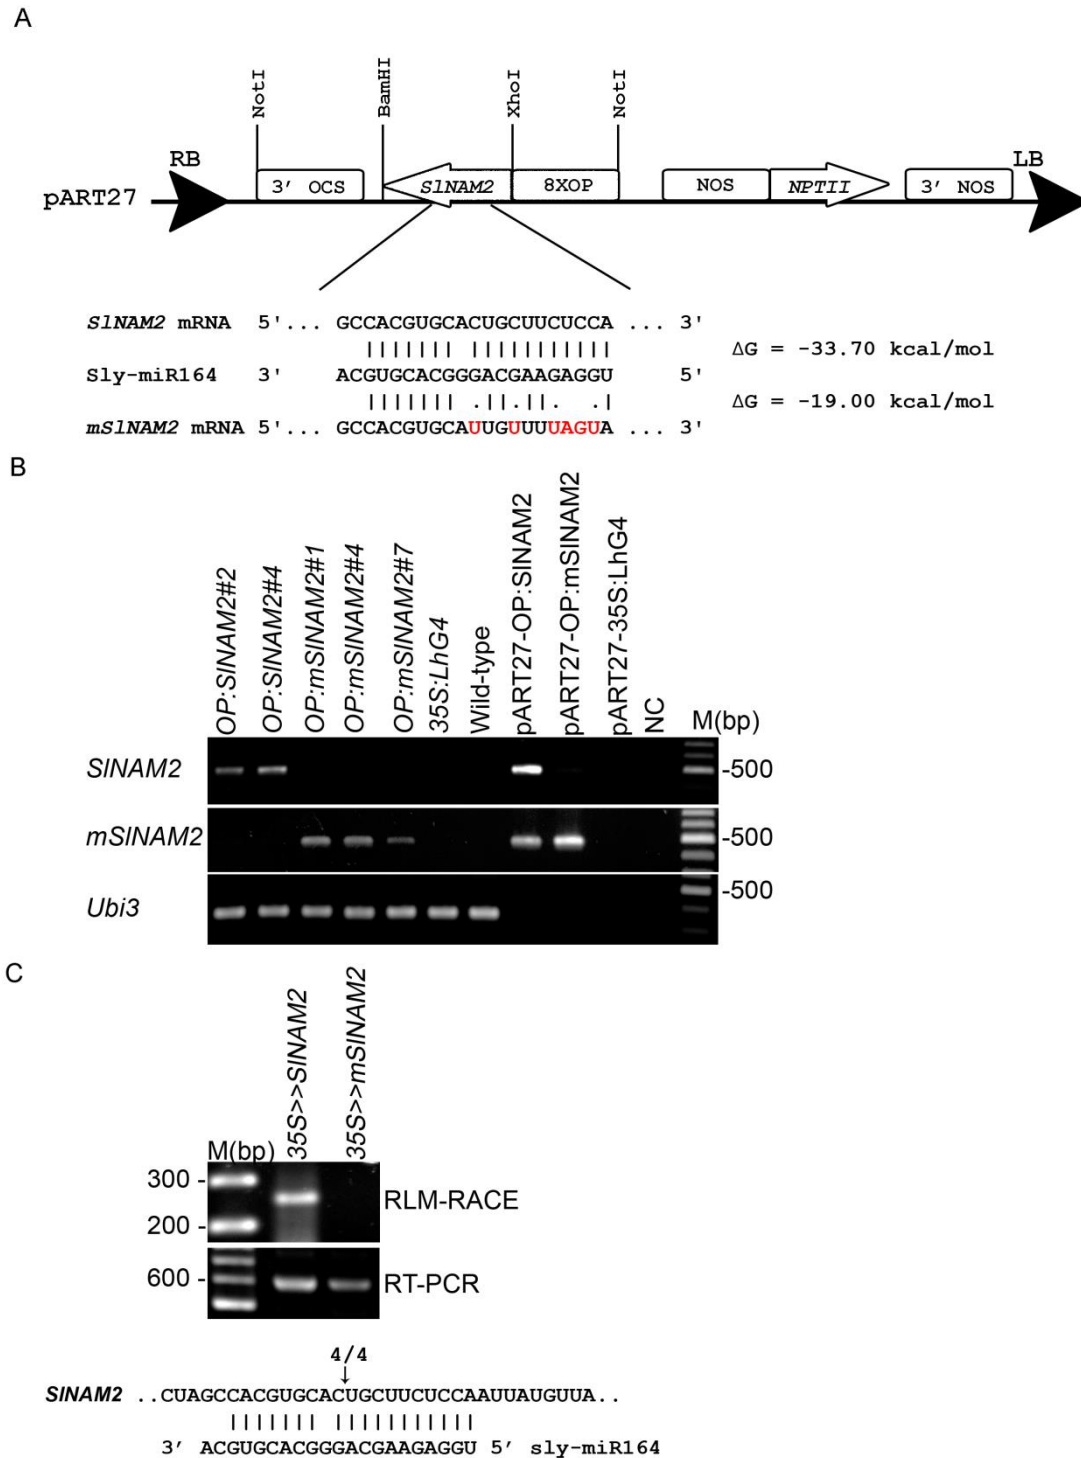 A
NotI
BamHI
XhoI
NotI
RB
LB
pART27
3' OCS
SlNAM2
8XOP
NOS
NPTII
3' NOS
SlNAM2 mRNA 5'... GCCACGUGCACUGCUUCUCCA ... 3'
ΔG = -33.70 kcal/mol
Sly-miR164 3' ACGUGCACGGGACGAAGAGGU 5'
ΔG = -19.00 kcal/mol
mSlNAM2 mRNA 5'... GCCACGUGCAUUGUUUUAGUA ... 3'
B
OP:SlNAM2#2
OP:SlNAM2#4
OP:mSlNAM2#1
OP:mSlNAM2#4
OP:mSlNAM2#7
35S:LhG4
Wild-type
pART27-OP:SlNAM2
pART27-OP:mSlNAM2
pART27-35S:LhG4
NC
M(bp)
SlNAM2
-500
mSlNAM2
-500
Ubi3
-500
C
M(bp)
35S>>SlNAM2
35S>>mSlNAM2
300 -
200 -
RLM-RACE
600 -
RT-PCR
4/4
SlNAM2 ..CUAGCCACGUGCACUGCUUCUCCAAUUAUGUUA..
3' ACGUGCACGGGACGAAGAGGU 5' sly-miR164